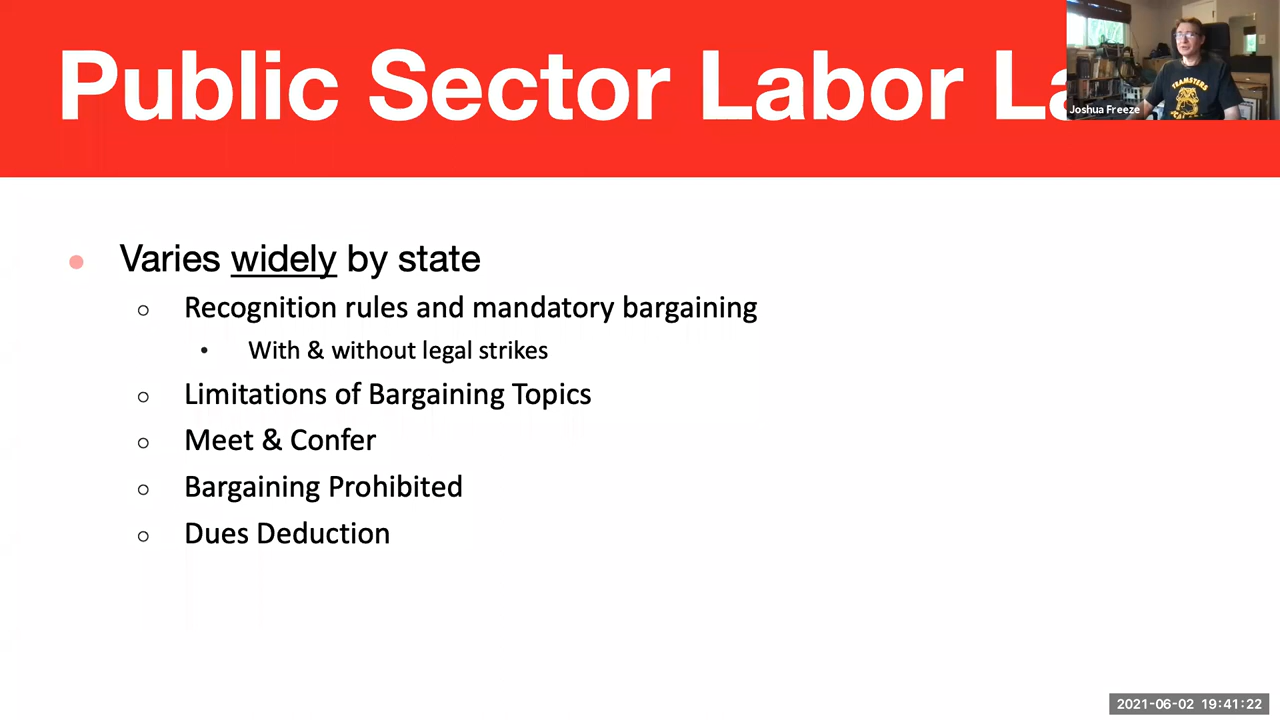 Public Sector Labor La
Joshua Freeze
TEAMSTERS
Varies widely by state
Recognition rules and mandatory bargaining
With & without legal strikes
Limitations of Bargaining Topics
Meet & Confer
Bargaining Prohibited
Dues Deduction
2021-06-02 19:41:22